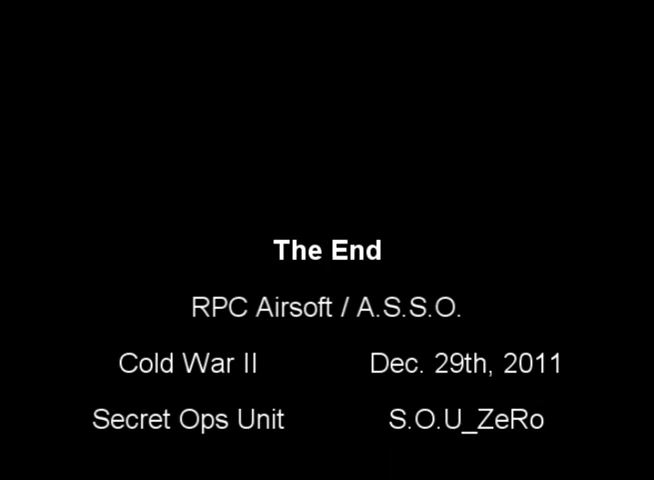 The End
RPC Airsoft / A.S.S.O.
Cold War II Dec. 29th, 2011
Secret Ops Unit S.O.U_ZeRo